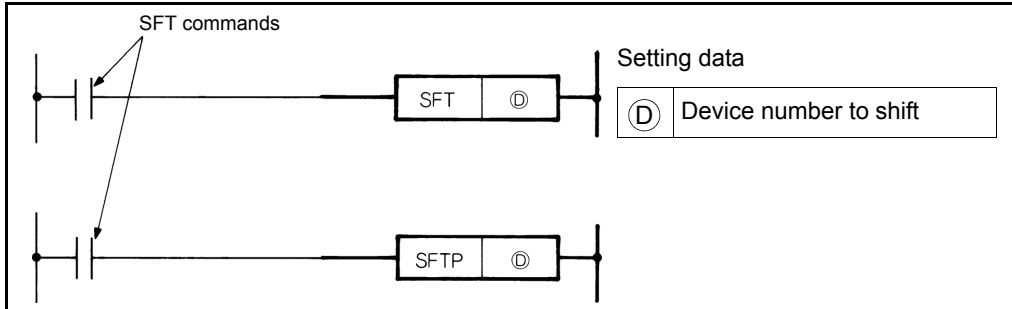 SFT commands
SFT Ⓓ
Setting data
Ⓓ Device number to shift
SFTP Ⓓ